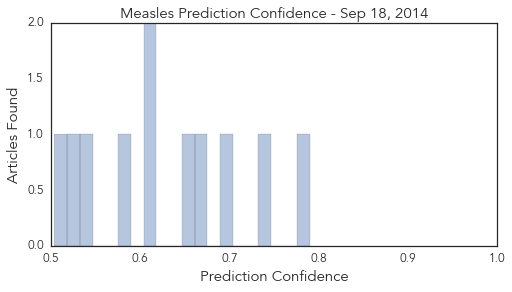 Measles Prediction Confidence - Sep 18, 2014
Articles Found
2.0
1.5
1.0
0.5
0.0
0.5 0.6 0.7 0.8 0.9 1.0
Prediction Confidence